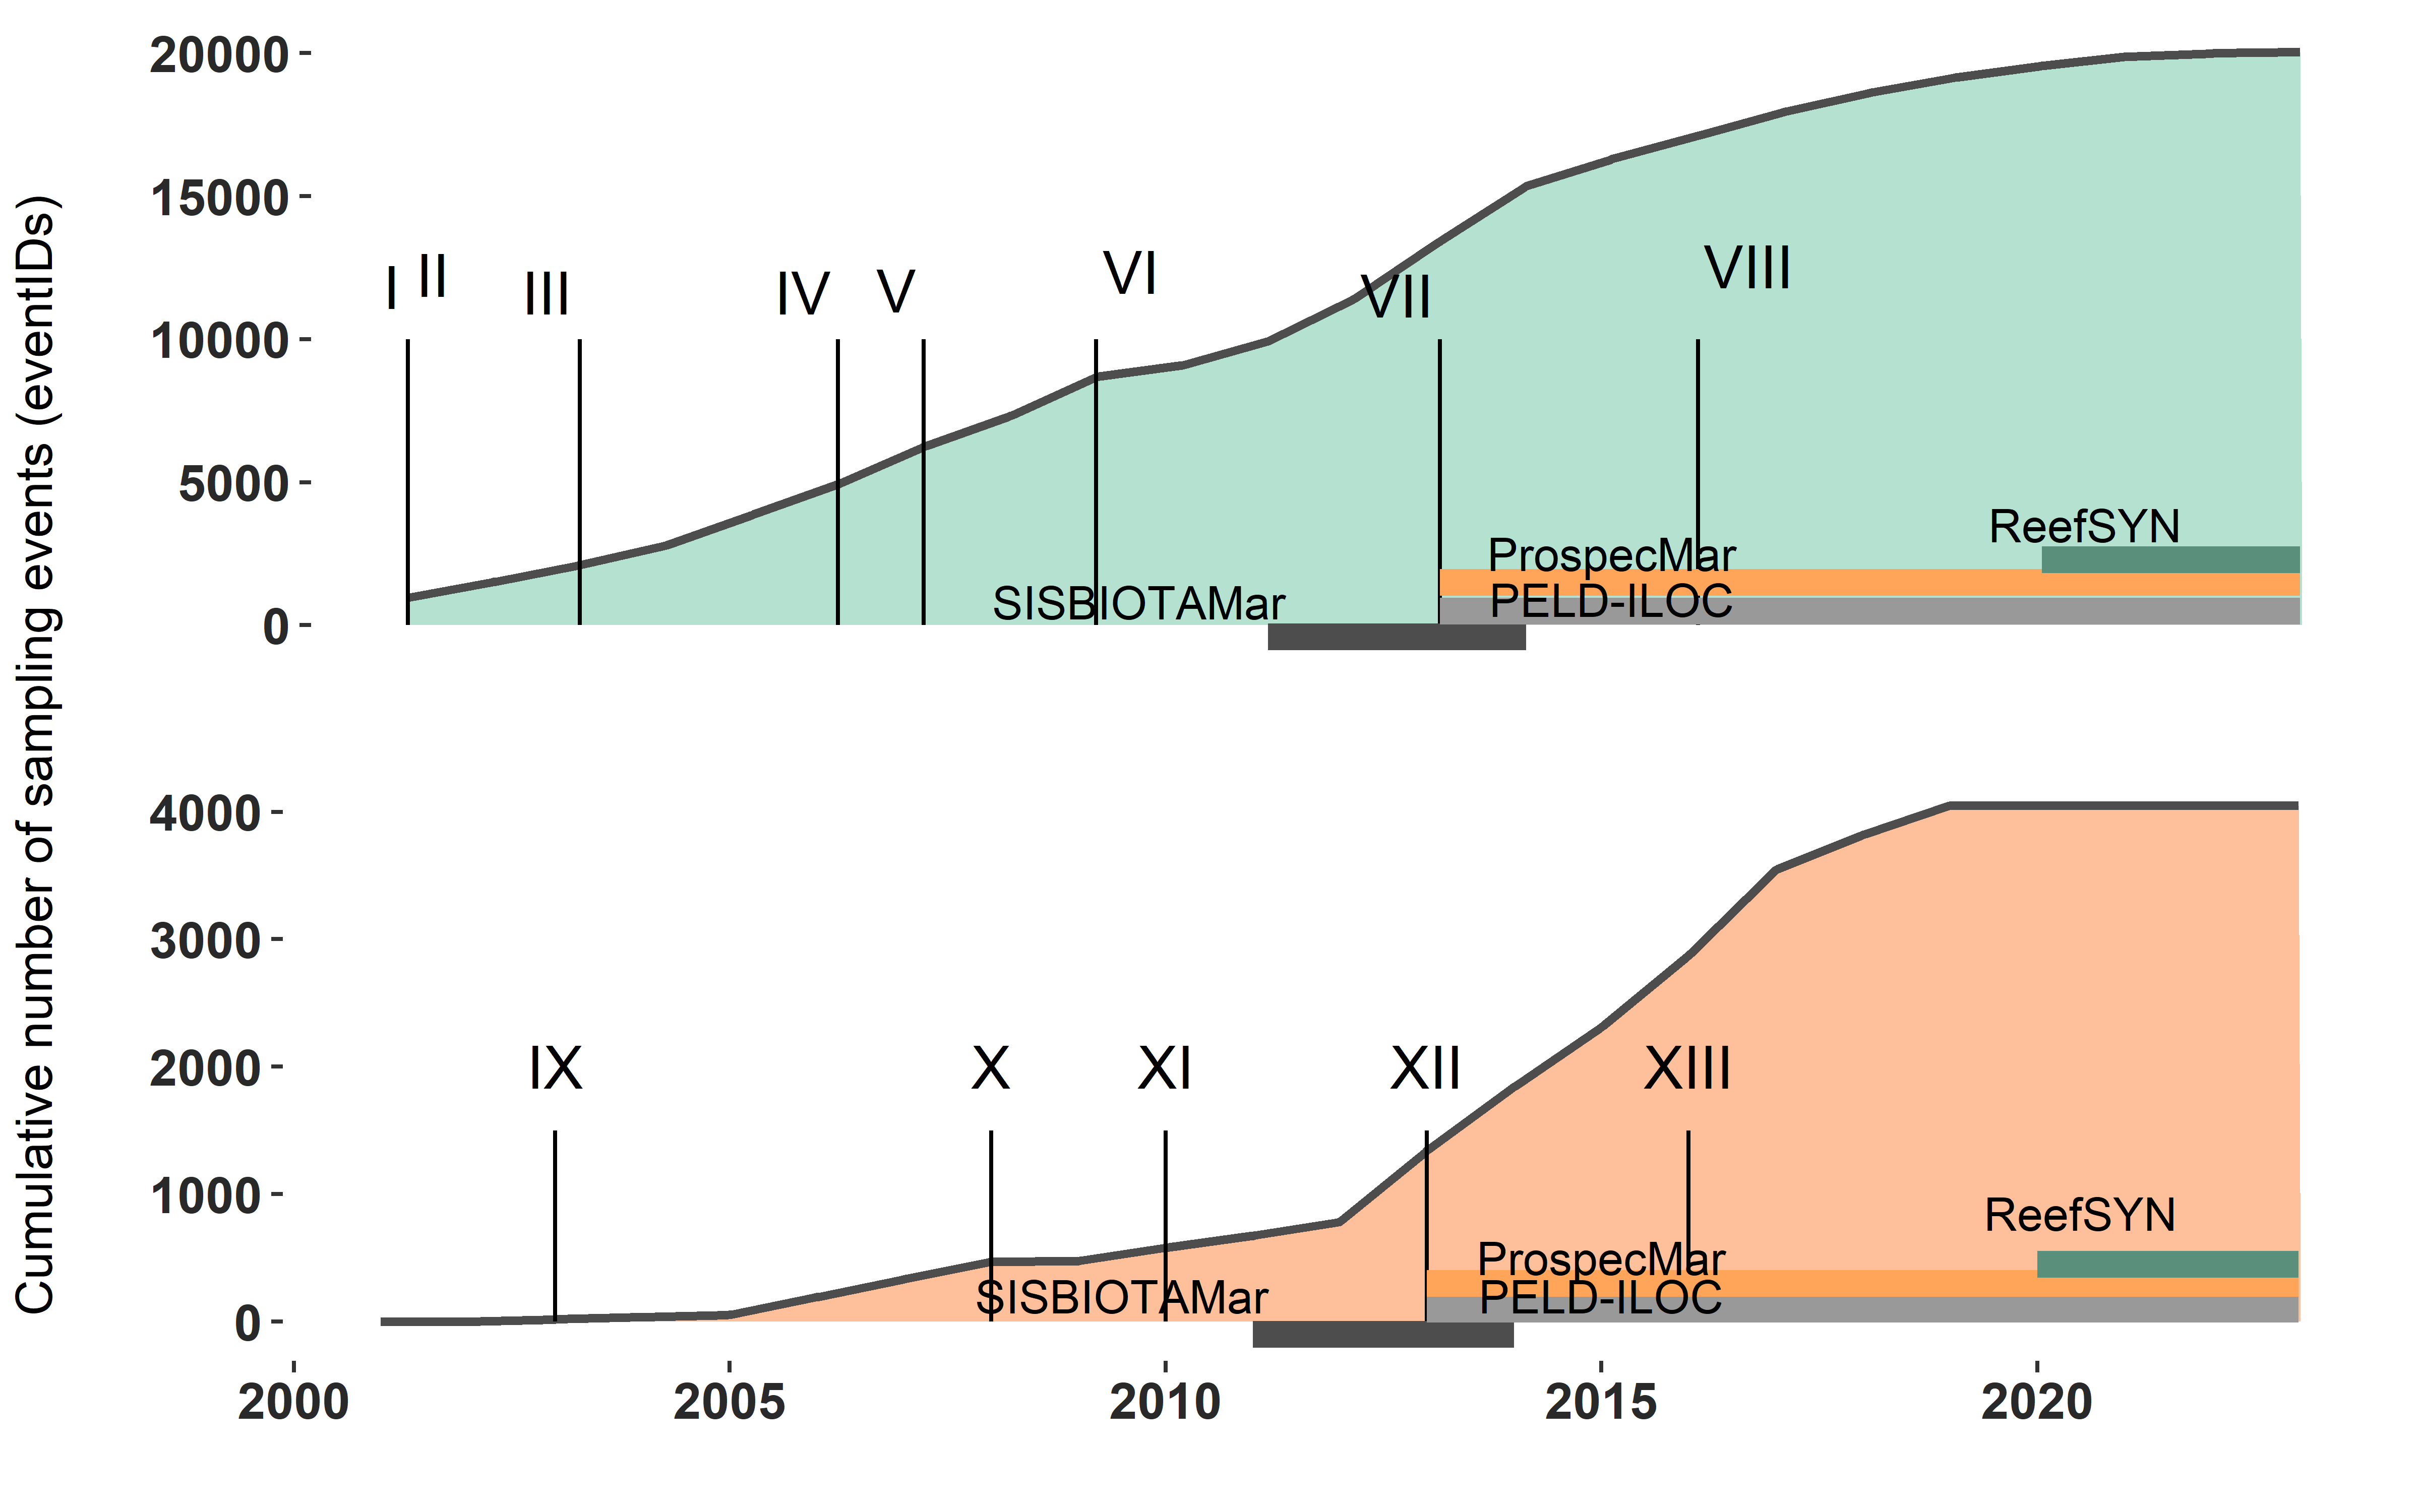 Cumulative number of sampling events (eventIDs)
20000
15000
10000
5000
0
I
II
III
IV
V
VI
VII
VIII
ReefSYN
ProspecMar
SISBIOTAMar
PELD-ILOC
4000
3000
2000
1000
0
IX
X
XI
XII
XIII
ReefSYN
ProspecMar
SISBIOTAMar
PELD-ILOC
2000
2005
2010
2015
2020